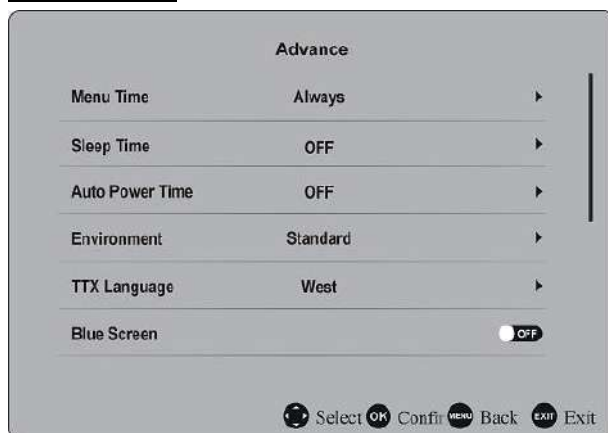 Advance
Menu Time Always
Sleep Time OFF
Auto Power Time OFF
Environment Standard
TTX Language West
Blue Screen OFF
Select OK Confir MENU Back EXIT Exit